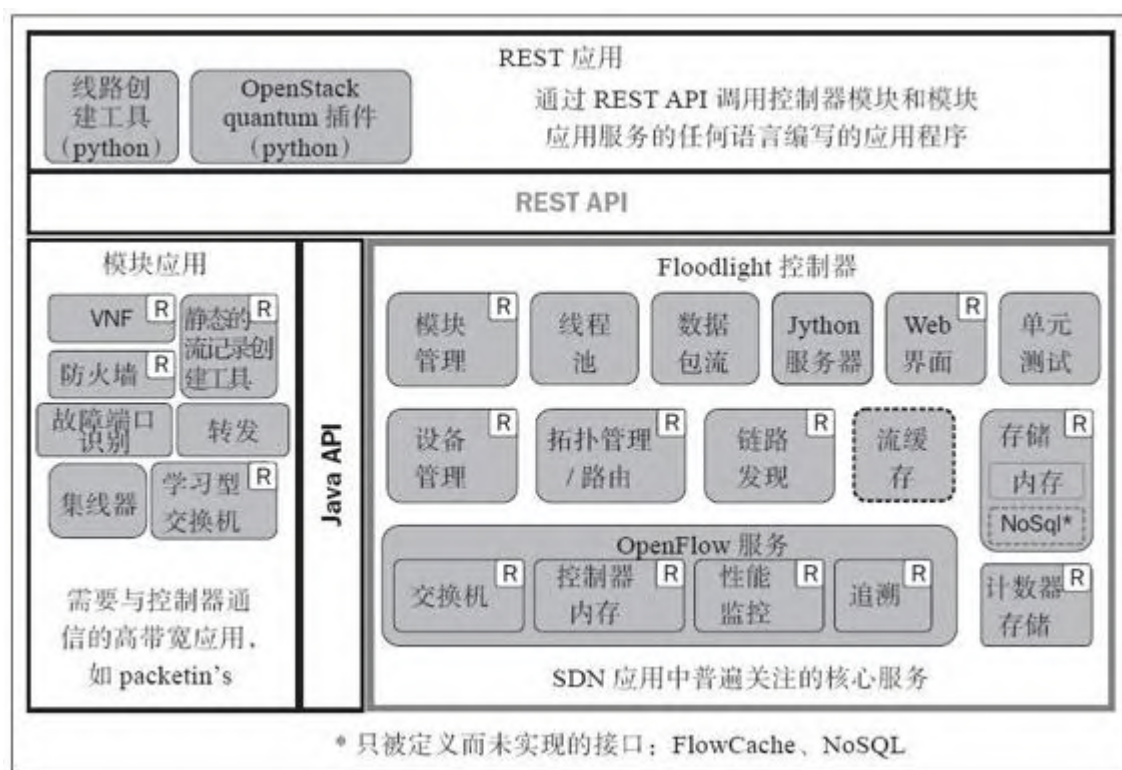 REST 应用
线路创
建工具
(python)
OpenStack
quantum 插件
(python)
通过 REST API 调用控制器模块和模块
应用服务的任何语言编写的应用程序
REST API
模块应用
VNF R
静态的 R
流记录创
建工具
防火墙 R
故障端口
识别
转发
集线器
学习型 R
交换机
需要与控制器通
信的高带宽应用,
如 packetin's
Java API
Floodlight 控制器
模块 R
管理
线程
池
数据
包流
Jython
服务器
Web R
界面
单元
测试
设备 R
管理
拓扑管理 R
/ 路由
链路 R
发现
流缓
存
存储 R
内存
NoSql*
OpenFlow 服务
交换机 R
控制器 R
内存
性能 R
监控
追溯 R
计数器 R
存储
SDN 应用中普遍关注的核心服务
* 只被定义而未实现的接口；FlowCache、NoSQL